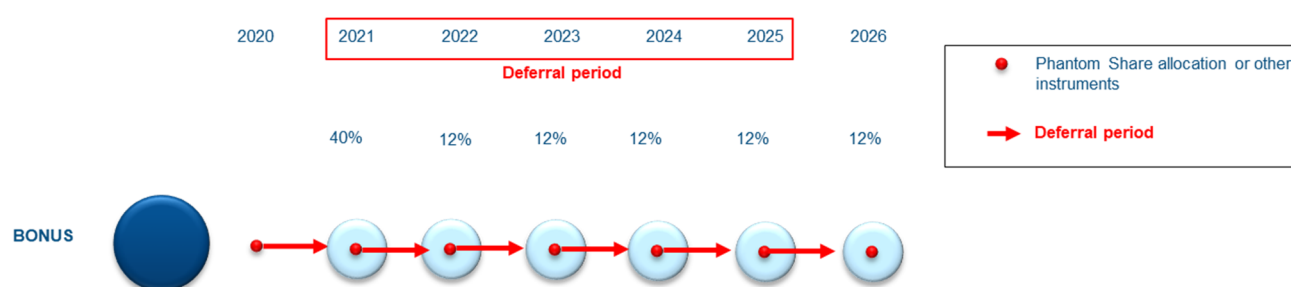 2020 2021 2022 2023 2024 2025 2026
Deferral period
40% 12% 12% 12% 12% 12%
BONUS
Phantom Share allocation or other
instruments
Deferral period